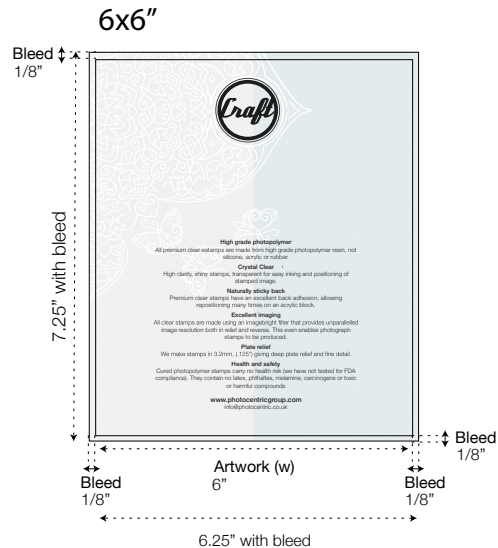 6x6”
Bleed
1/8”
Craft
7.25” with bleed
High grade photopolymer
All premium clear estamps are made from high grade photopolymer resin, not
silicone, acrylic or rubber.
Crystal Clear
High clarity, shiny stamps, transparent for easy inking and positioning of
stamped image.
Naturally sticky back
Premium clear stamps have an excellent back adhesion, allowing
repositioning many times on an acrylic block.
Excellent imaging
All clear stamps are made using an imagebright filter that provides unparalleled
image resolution both in relief and reverse. This even enables photograph
stamps to be produced.
Plate relief
We make stamps in 3.2mm, (.125”) giving deep plate relief and fine detail.
Health and safety
Cured photopolymer stamps carry no health risk (we have not tested for FDA
compliance). They contain no latex, phthaltes, melamine, carcinogens or toxic
or harmful compounds
www.photocentricgroup.com
info@photocentric.co.uk
Bleed
1/8”
Artwork (w)
6”
Bleed
1/8”
Bleed
1/8”
6.25” with bleed